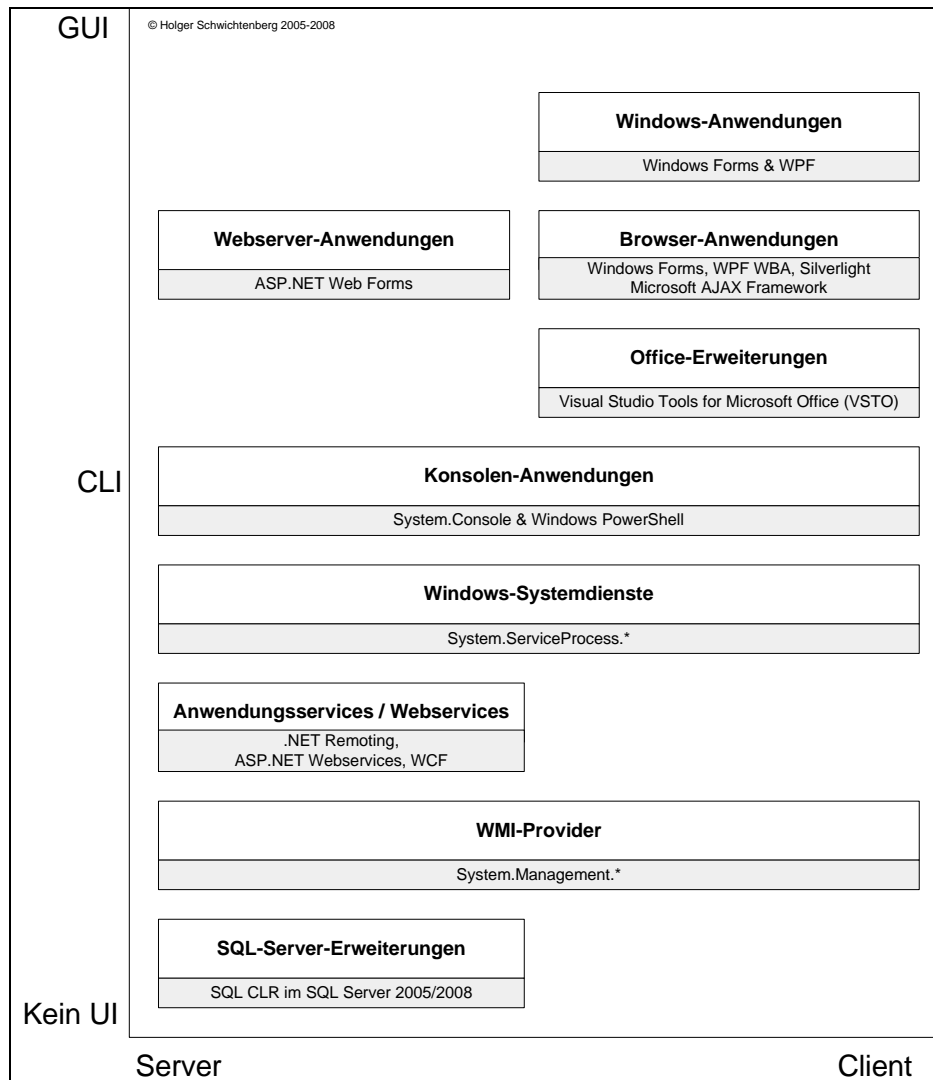 GUI
© Holger Schwichtenberg 2005-2008
Windows-Anwendungen
Windows Forms & WPF
Webserver-Anwendungen
ASP.NET Web Forms
Browser-Anwendungen
Windows Forms, WPF WBA, Silverlight
Microsoft AJAX Framework
Office-Erweiterungen
Visual Studio Tools for Microsoft Office (VSTO)
CLI
Konsolen-Anwendungen
System.Console & Windows PowerShell
Windows-Systemdienste
System.ServiceProcess.*
Anwendungsservices / Webservices
.NET Remoting,
ASP.NET Webservices, WCF
WMI-Provider
System.Management.*
SQL-Server-Erweiterungen
SQL CLR im SQL Server 2005/2008
Kein UI
Server
Client